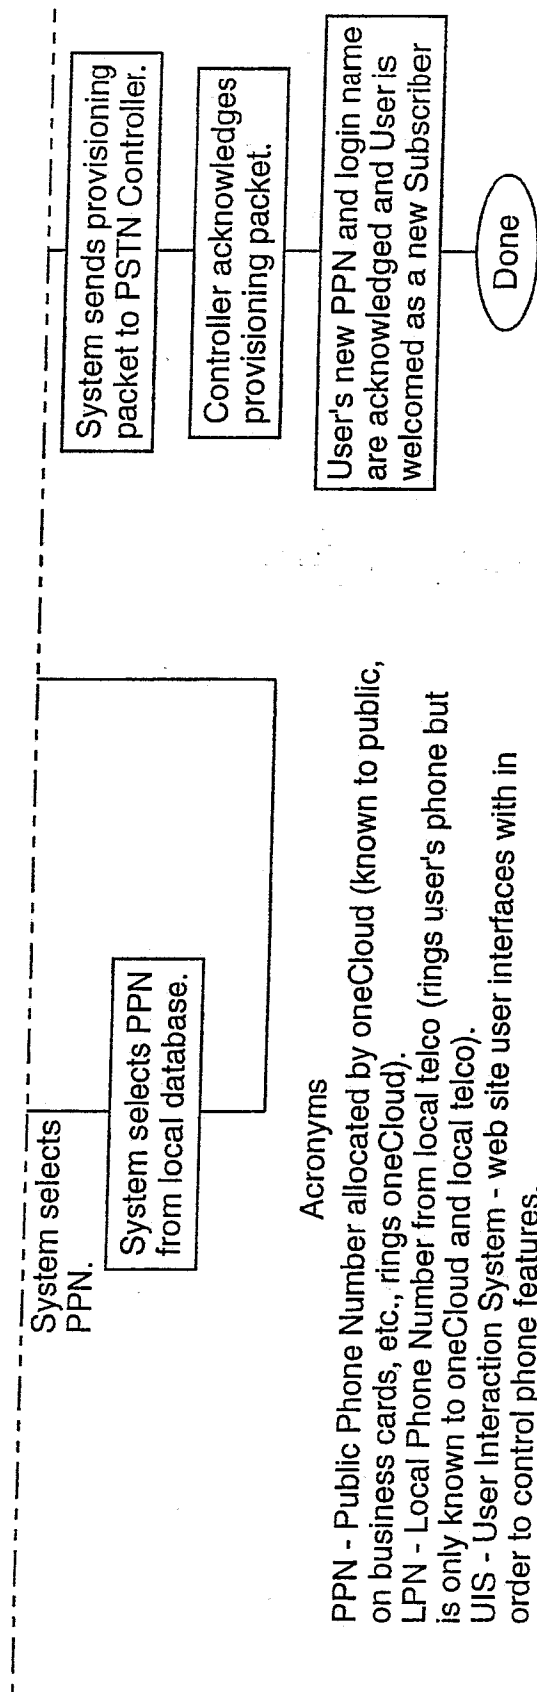 System selects
PPN.
System selects PPN
from local database.
System sends provisioning
packet to PSTN Controller.
Controller acknowledges
provisioning packet.
User's new PPN and login name
are acknowledged and User is
welcomed as a new Subscriber
Done
Acronyms
PPN - Public Phone Number allocated by oneCloud (known to public,
on business cards, etc., rings oneCloud).
LPN - Local Phone Number from local telco (rings user's phone but
is only known to oneCloud and local telco).
UIS - User Interaction System - web site user interfaces with in
order to control phone features.